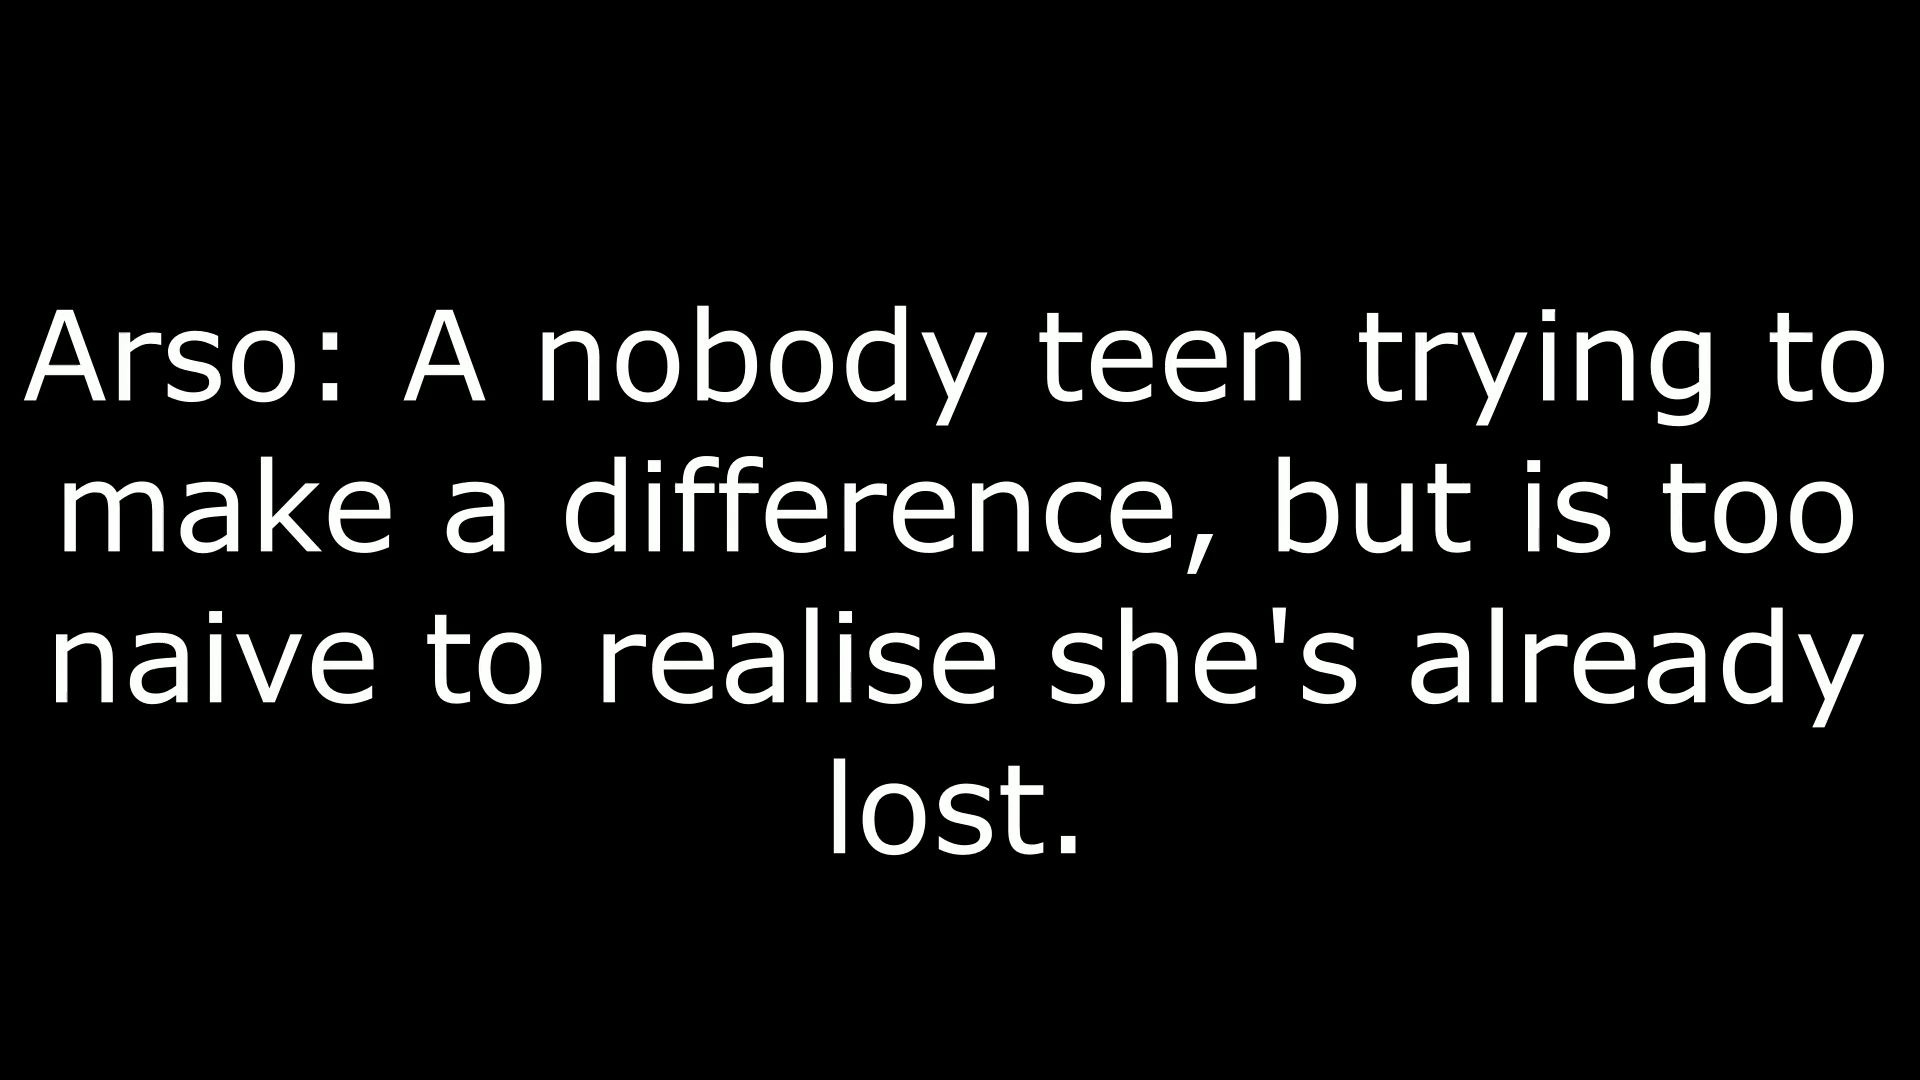 Arso: A nobody teen trying to
make a difference, but is too
naive to realise she's already
lost.